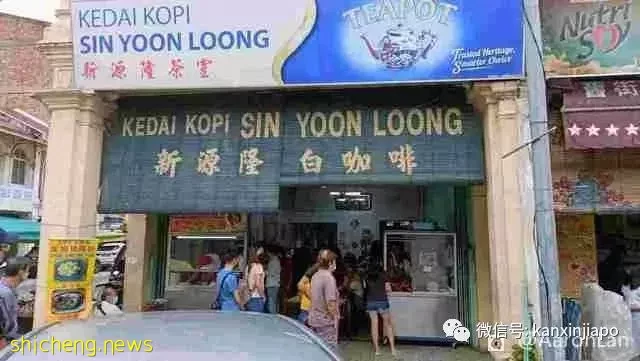 KEDAI KOPI
SIN YOON LOONG
新源隆茶室
TEAPOT
Trusted Heritage,
Smarter Choice
Nutri
Soy
KEDAI KOPI SIN YOON LOONG
新源隆 白咖啡
微信号: kanxinjiapo
@AaronLan
shicheng.news